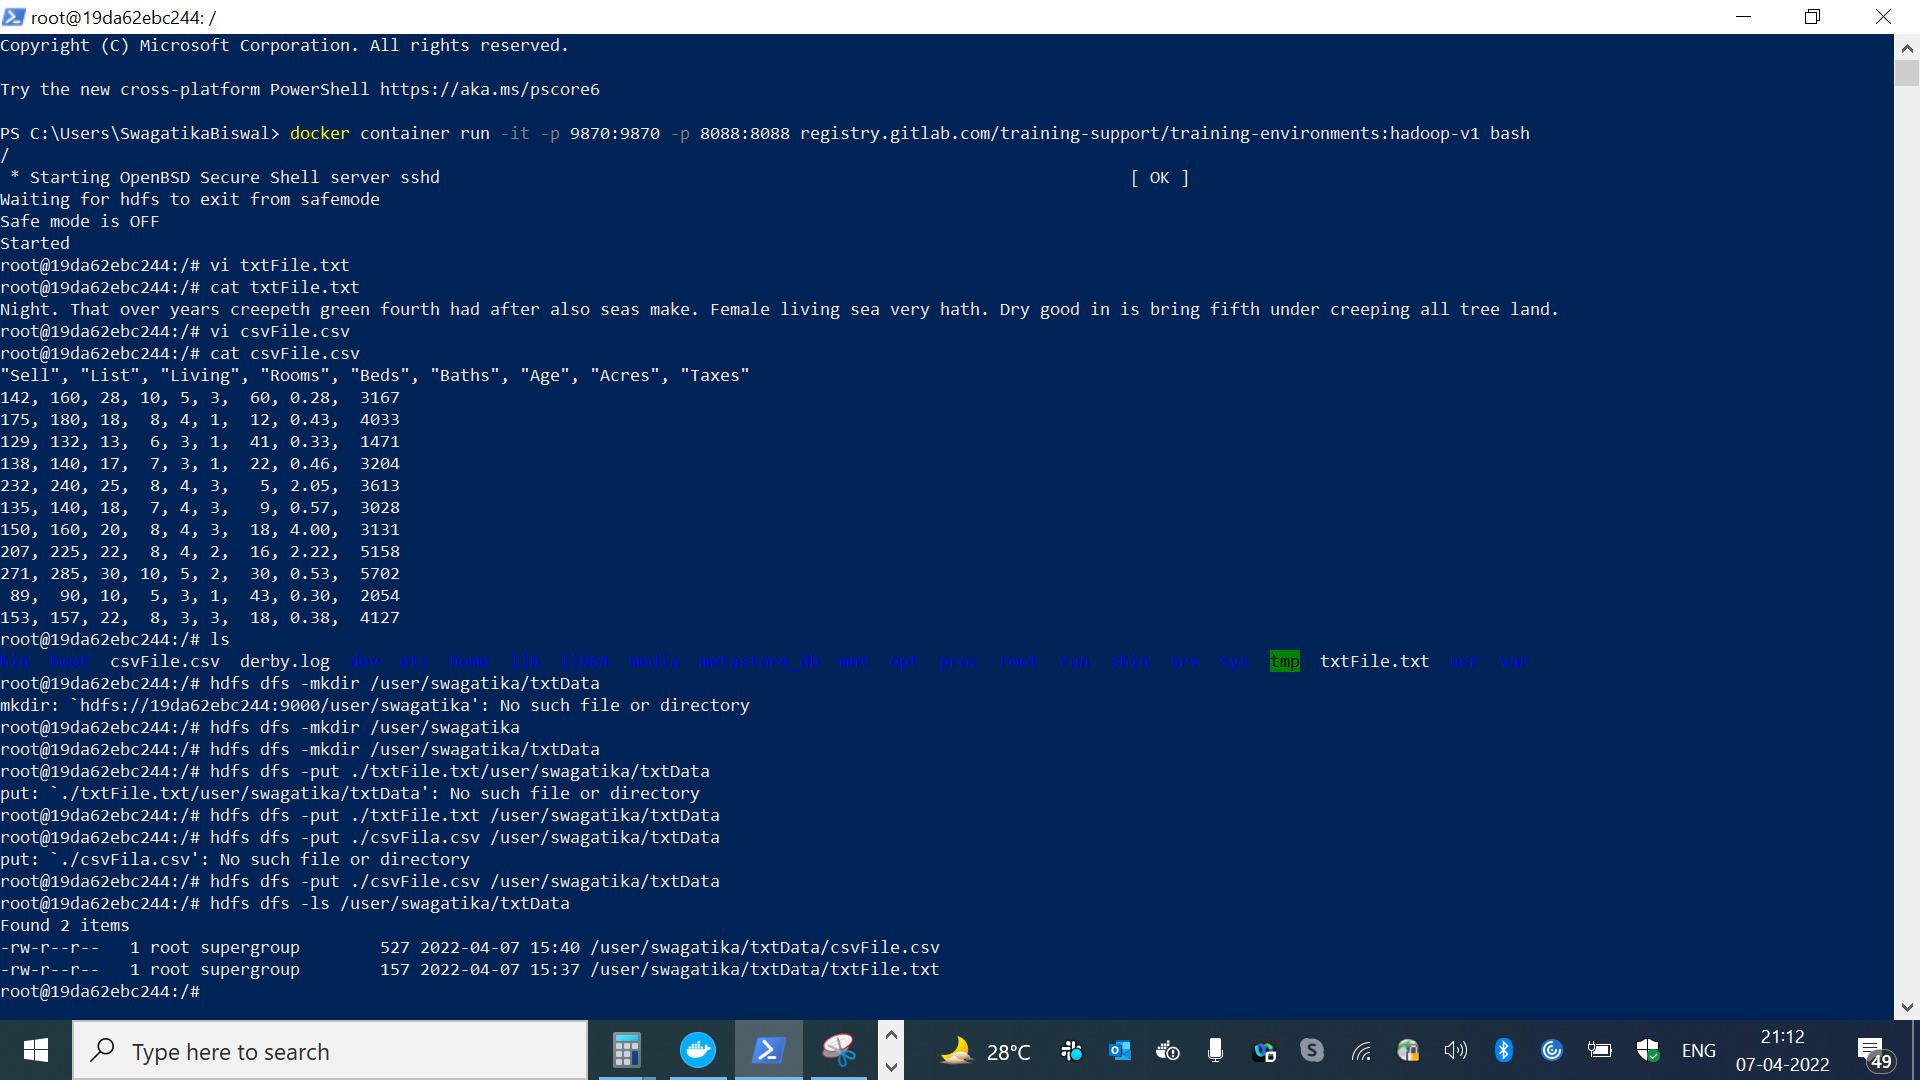 root@19da62ebc244: /
Copyright (C) Microsoft Corporation. All rights reserved.
Try the new cross-platform PowerShell https://aka.ms/pscore6
PS C:\Users\SwagatikaBiswal> docker container run -it -p 9870:9870 -p 8088:8088 registry.gitlab.com/training-support/training-environments:hadoop-v1 bash
/
 * Starting OpenBSD Secure Shell server sshd [ OK ]
Waiting for hdfs to exit from safemode
Safe mode is OFF
Started
root@19da62ebc244:/# vi txtFile.txt
root@19da62ebc244:/# cat txtFile.txt
Night. That over years creepeth green fourth had after also seas make. Female living sea very hath. Dry good in is bring fifth under creeping all tree land.
root@19da62ebc244:/# vi csvFile.csv
root@19da62ebc244:/# cat csvFile.csv
"Sell", "List", "Living", "Rooms", "Beds", "Baths", "Age", "Acres", "Taxes"
142, 160, 28, 10, 5, 3,  60, 0.28,  3167
175, 180, 18,  8, 4, 1,  12, 0.43,  4033
129, 132, 13,  6, 3, 1,  41, 0.33,  1471
138, 140, 17,  7, 3, 1,  22, 0.46,  3204
232, 240, 25,  8, 4, 3,   5, 2.05,  3613
135, 140, 18,  7, 4, 3,   9, 0.57,  3028
150, 160, 20,  8, 4, 3,  18, 4.00,  3131
207, 225, 22,  8, 4, 2,  16, 2.22,  5158
271, 285, 30, 10, 5, 2,  30, 0.53,  5702
 89,  90, 10,  5, 3, 1,  43, 0.30,  2054
153, 157, 22,  8, 3, 3,  18, 0.38,  4127
root@19da62ebc244:/# ls
bin boot csvFile.csv derby.log dev etc home lib lib64 media metastore_db mnt opt proc root run sbin srv sys tmp txtFile.txt usr var
root@19da62ebc244:/# hdfs dfs -mkdir /user/swagatika/txtData
mkdir: `hdfs://19da62ebc244:9000/user/swagatika': No such file or directory
root@19da62ebc244:/# hdfs dfs -mkdir /user/swagatika
root@19da62ebc244:/# hdfs dfs -mkdir /user/swagatika/txtData
root@19da62ebc244:/# hdfs dfs -put ./txtFile.txt/user/swagatika/txtData
put: `./txtFile.txt/user/swagatika/txtData': No such file or directory
root@19da62ebc244:/# hdfs dfs -put ./txtFile.txt /user/swagatika/txtData
root@19da62ebc244:/# hdfs dfs -put ./csvFila.csv /user/swagatika/txtData
put: `./csvFila.csv': No such file or directory
root@19da62ebc244:/# hdfs dfs -put ./csvFile.csv /user/swagatika/txtData
root@19da62ebc244:/# hdfs dfs -ls /user/swagatika/txtData
Found 2 items
-rw-r--r--   1 root supergroup        527 2022-04-07 15:40 /user/swagatika/txtData/csvFile.csv
-rw-r--r--   1 root supergroup        157 2022-04-07 15:37 /user/swagatika/txtData/txtFile.txt
root@19da62ebc244:/#
Type here to search
28°C
ENG
21:12
07-04-2022
49